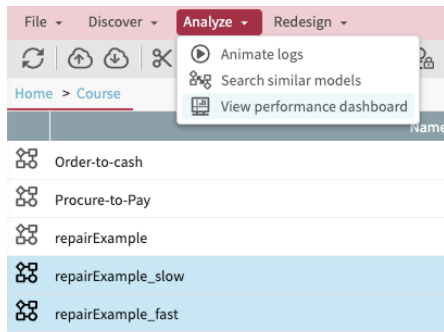 File Discover Analyze Redesign
Animate logs
Search similar models
View performance dashboard
Home > Course
Name
Order-to-cash
Procure-to-Pay
repairExample
repairExample_slow
repairExample_fast